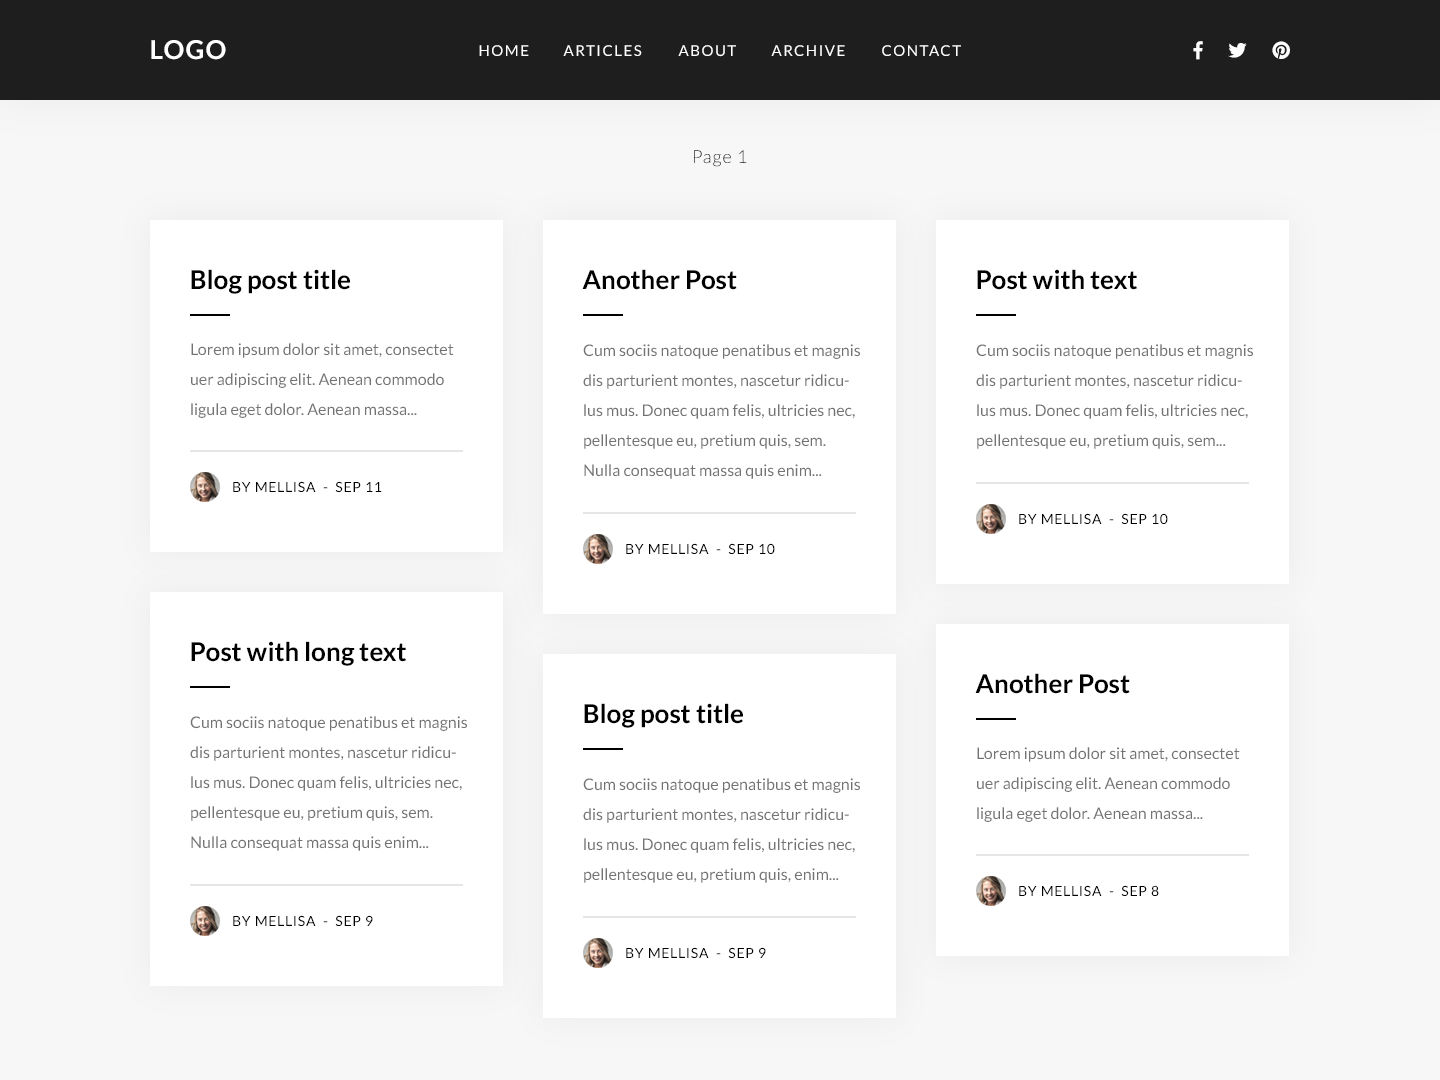 LOGO
HOME ARTICLES ABOUT ARCHIVE CONTACT
Page 1
Blog post title
Lorem ipsum dolor sit amet, consectet
uer adipiscing elit. Aenean commodo
ligula eget dolor. Aenean massa...
BY MELLISA - SEP 11
Another Post
Cum sociis natoque penatibus et magnis
dis parturient montes, nascetur ridicu-
lus mus. Donec quam felis, ultricies nec,
pellentesque eu, pretium quis, sem.
Nulla consequat massa quis enim...
BY MELLISA - SEP 10
Post with text
Cum sociis natoque penatibus et magnis
dis parturient montes, nascetur ridicu-
lus mus. Donec quam felis, ultricies nec,
pellentesque eu, pretium quis, sem...
BY MELLISA - SEP 10
Post with long text
Cum sociis natoque penatibus et magnis
dis parturient montes, nascetur ridicu-
lus mus. Donec quam felis, ultricies nec,
pellentesque eu, pretium quis, sem.
Nulla consequat massa quis enim...
BY MELLISA - SEP 9
Blog post title
Cum sociis natoque penatibus et magnis
dis parturient montes, nascetur ridicu-
lus mus. Donec quam felis, ultricies nec,
pellentesque eu, pretium quis, enim...
BY MELLISA - SEP 9
Another Post
Lorem ipsum dolor sit amet, consectet
uer adipiscing elit. Aenean commodo
ligula eget dolor. Aenean massa...
BY MELLISA - SEP 8